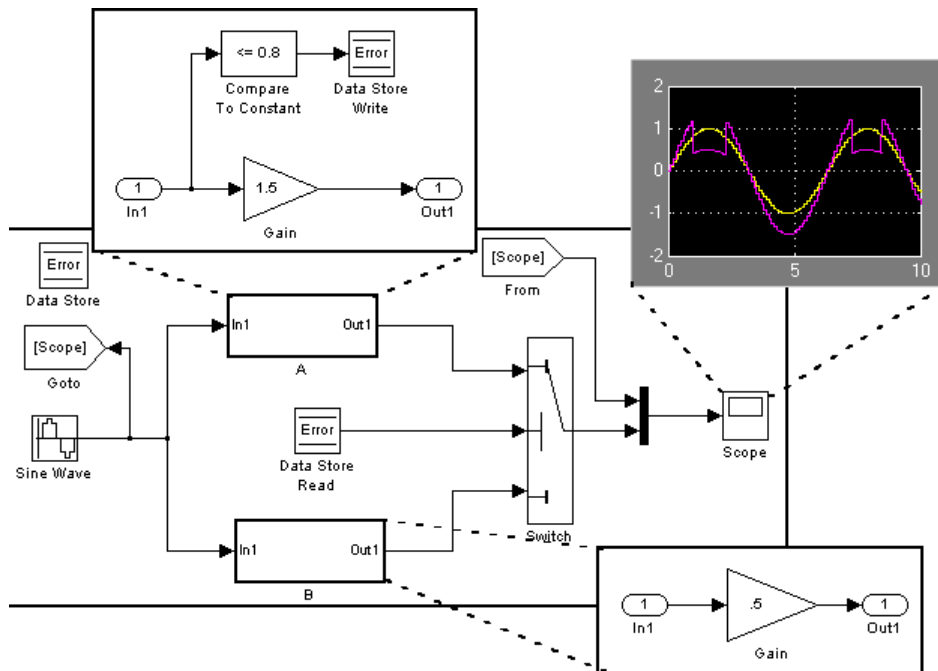 <= 0.8
Error
Compare
To Constant
Data Store
Write
1
In1
1.5
Gain
1
Out1
2
1
0
-1
-2
0
5
10
Error
Data Store
[Scope]
From
[Scope]
Goto
In1
Out1
A
Sine Wave
Error
Data Store
Read
Scope
In1
Out1
B
Switch
1
In1
.5
Gain
1
Out1